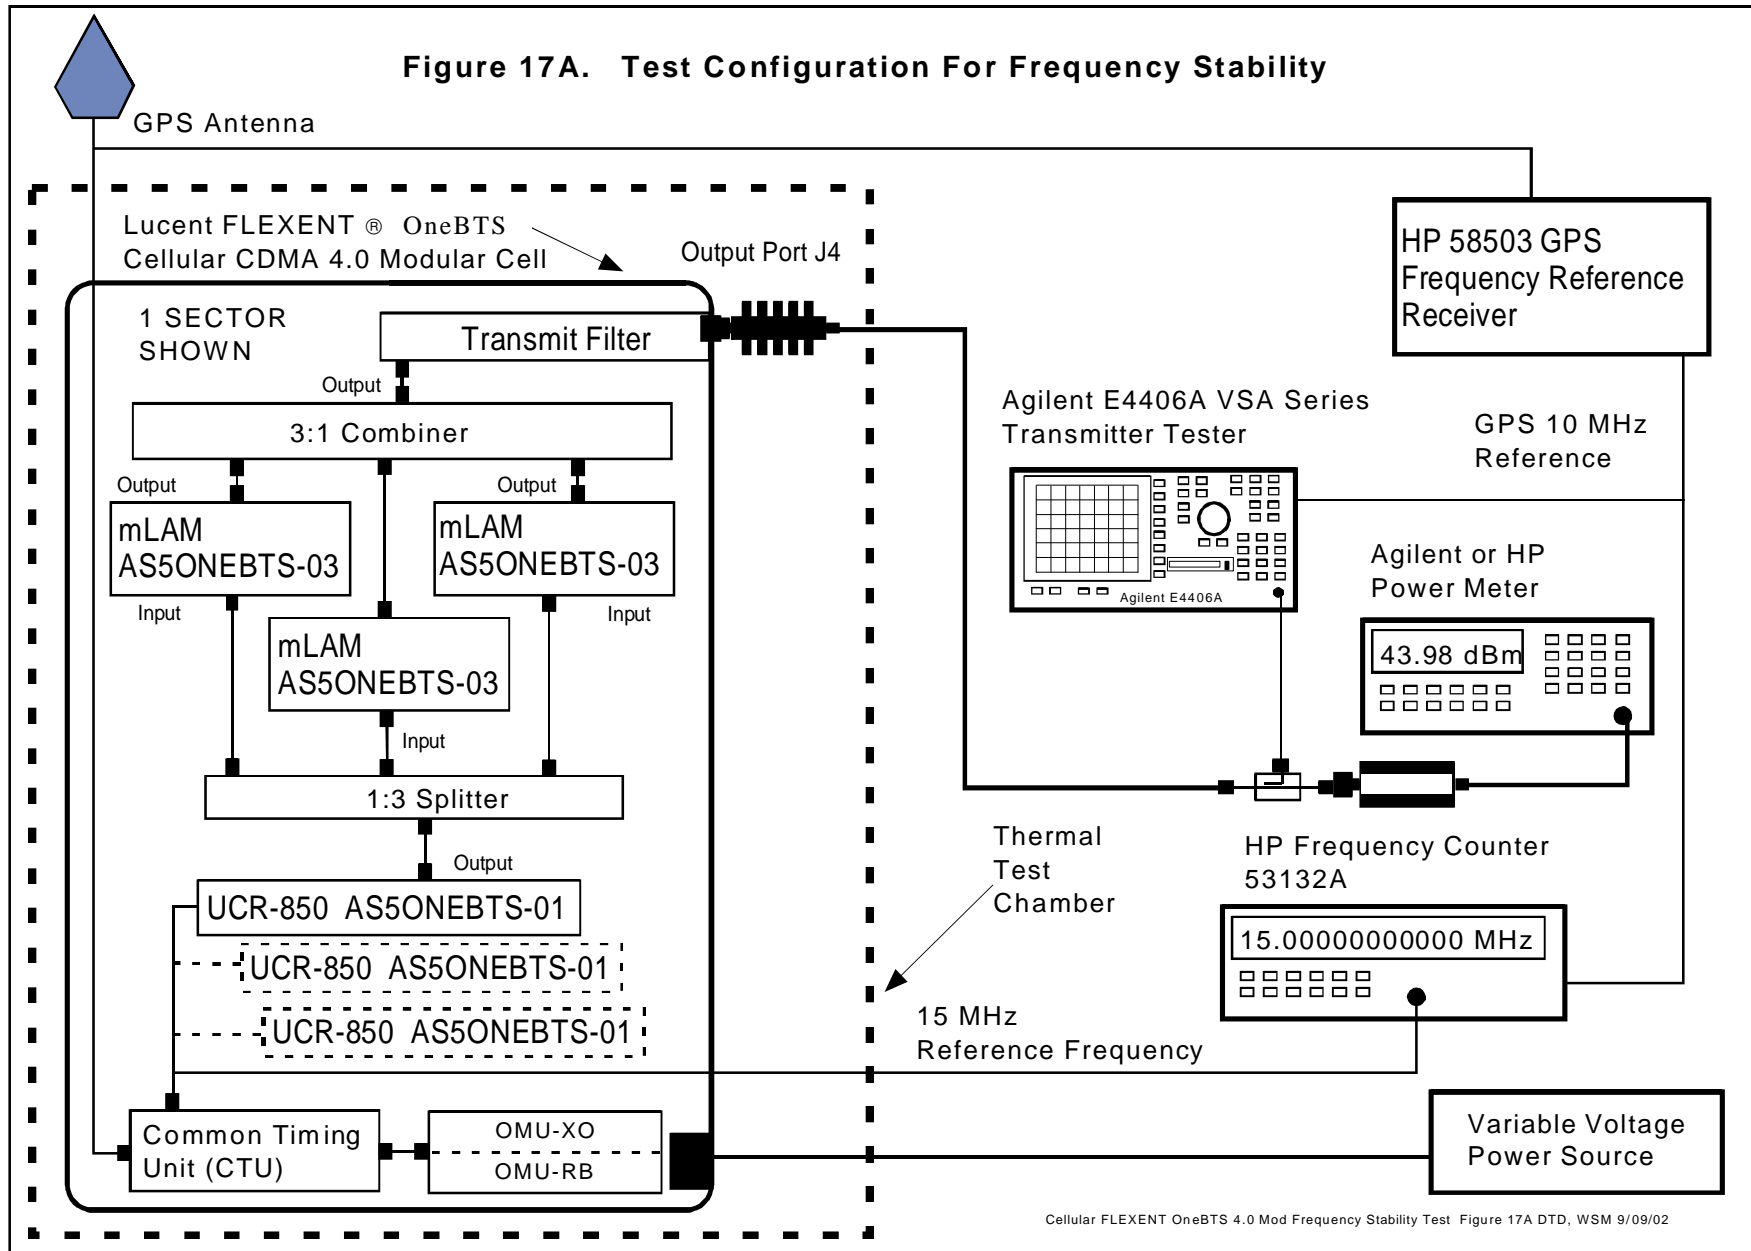 Figure 17A. Test Configuration For Frequency Stability
GPS Antenna
Lucent FLEXENT ® OneBTS
Cellular CDMA 4.0 Modular Cell
Output Port J4
HP 58503 GPS
Frequency Reference
Receiver
1 SECTOR
SHOWN
Transmit Filter
Output
3:1 Combiner
Output
Output
mLAM
AS5ONEBTS-03
mLAM
AS5ONEBTS-03
Input
Input
mLAM
AS5ONEBTS-03
Input
1:3 Splitter
Output
UCR-850 AS5ONEBTS-01
UCR-850 AS5ONEBTS-01
UCR-850 AS5ONEBTS-01
Common Timing
Unit (CTU)
OMU-XO
OMU-RB
Agilent E4406A VSA Series
Transmitter Tester
Agilent E4406A
GPS 10 MHz
Reference
Agilent or HP
Power Meter
43.98 dBm
Thermal
Test
Chamber
HP Frequency Counter
53132A
15.00000000000 MHz
15 MHz
Reference Frequency
Variable Voltage
Power Source
Cellular FLEXENT OneBTS 4.0 Mod Frequency Stability Test Figure 17A DTD, WSM 9/09/02